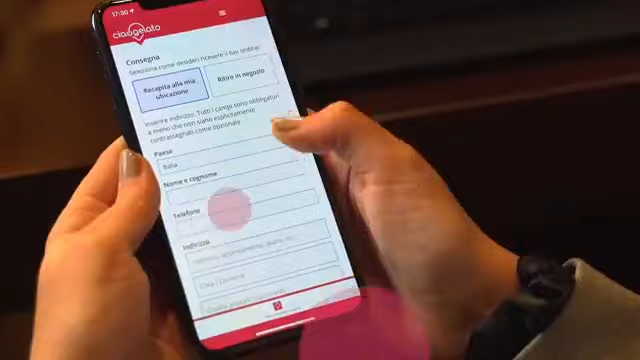 17:30
ciaogelato
Consegna
Seleziona come desideri ricevere il tuo ordine:
Recapita alla mia
ubicazione
Ritiro in negozio
Inserire indirizzo. Tutti i campi sono obbligatori
a meno che non siano esplicitamente
contrassegnati come opzionale
Paese
Italia
Nome e cognome
Telefono
Indirizzo
Città / Comune